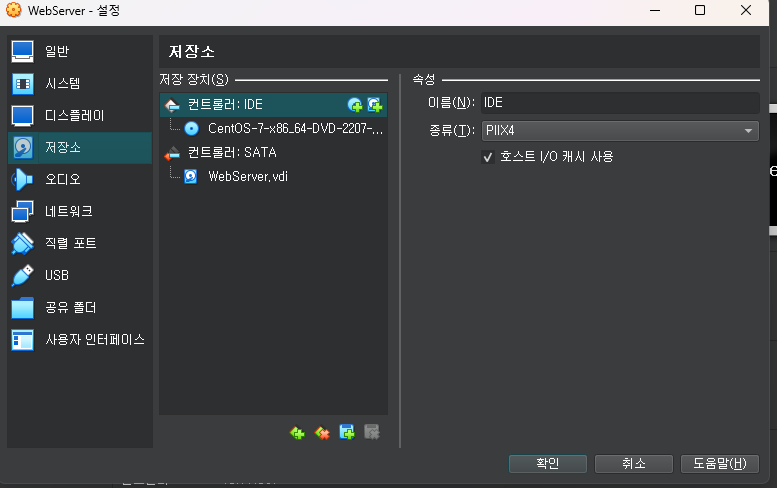 WebServer - 설정
일반
시스템
디스플레이
저장소
오디오
네트워크
직렬 포트
USB
공유 폴더
사용자 인터페이스
저장소
저장 장치(S)
컨트롤러: IDE
CentOS-7-x86_64-DVD-2207-...
컨트롤러: SATA
WebServer.vdi
속성
이름(N): IDE
종류(T): PIIX4
호스트 I/O 캐시 사용
확인 취소 도움말(H)